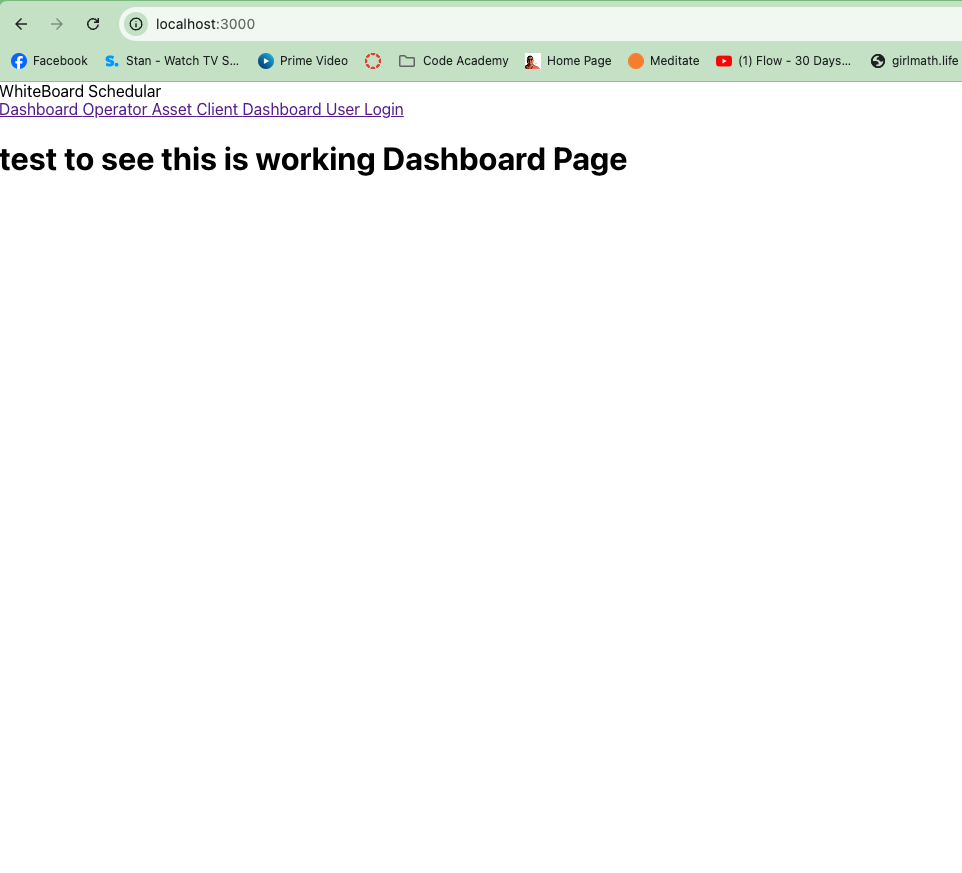 localhost:3000
Facebook S. Stan - Watch TV S... Prime Video Code Academy Home Page Meditate (1) Flow - 30 Days... girlmath.life
WhiteBoard Schedular
Dashboard Operator Asset Client Dashboard User Login
test to see this is working Dashboard Page